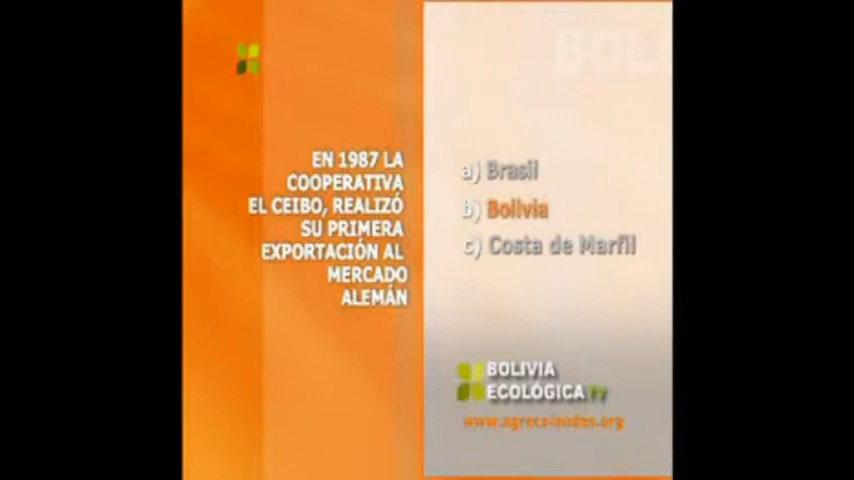 EN 1987 LA
COOPERATIVA
EL CEIBO, REALIZÓ
SU PRIMERA
EXPORTACIÓN AL
MERCADO
ALEMÁN
BOL
a) Brasil
b) Bolivia
c) Costa de Marfil
BOLIVIA
ECOLÓGICA.TV
www.agrecolandes.org